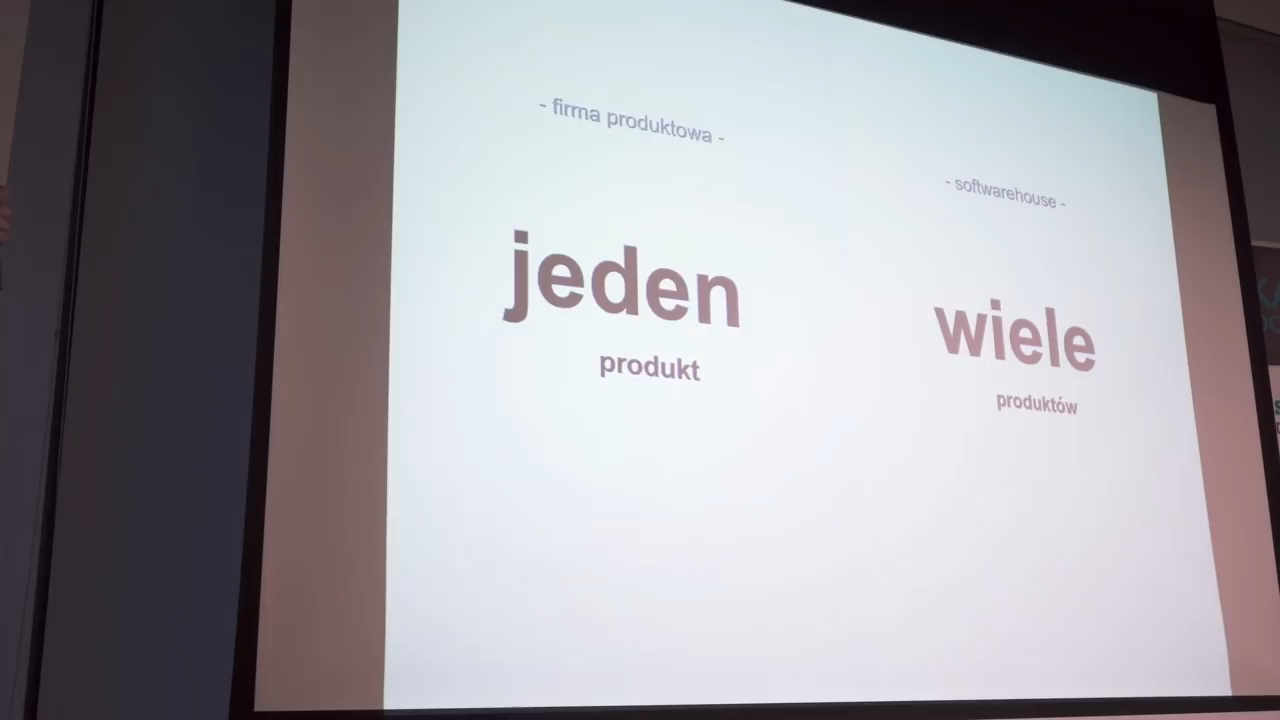 - firma produktowa -
jeden
produkt
- softwarehouse -
wiele
produktów